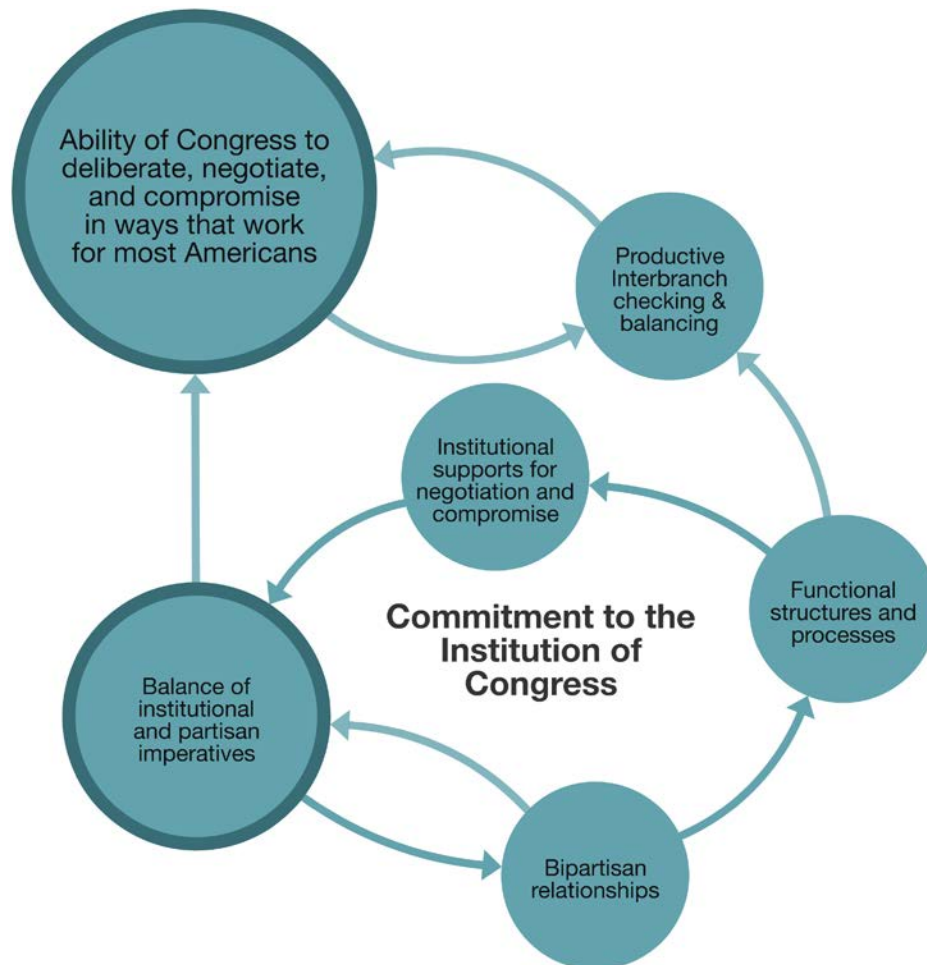 Ability of Congress to
deliberate, negotiate,
and compromise
in ways that work
for most Americans
Productive
Interbranch
checking &
balancing
Institutional
supports for
negotiation and
compromise
Functional
structures and
processes
Commitment to the
Institution of
Congress
Balance of
institutional
and partisan
imperatives
Bipartisan
relationships